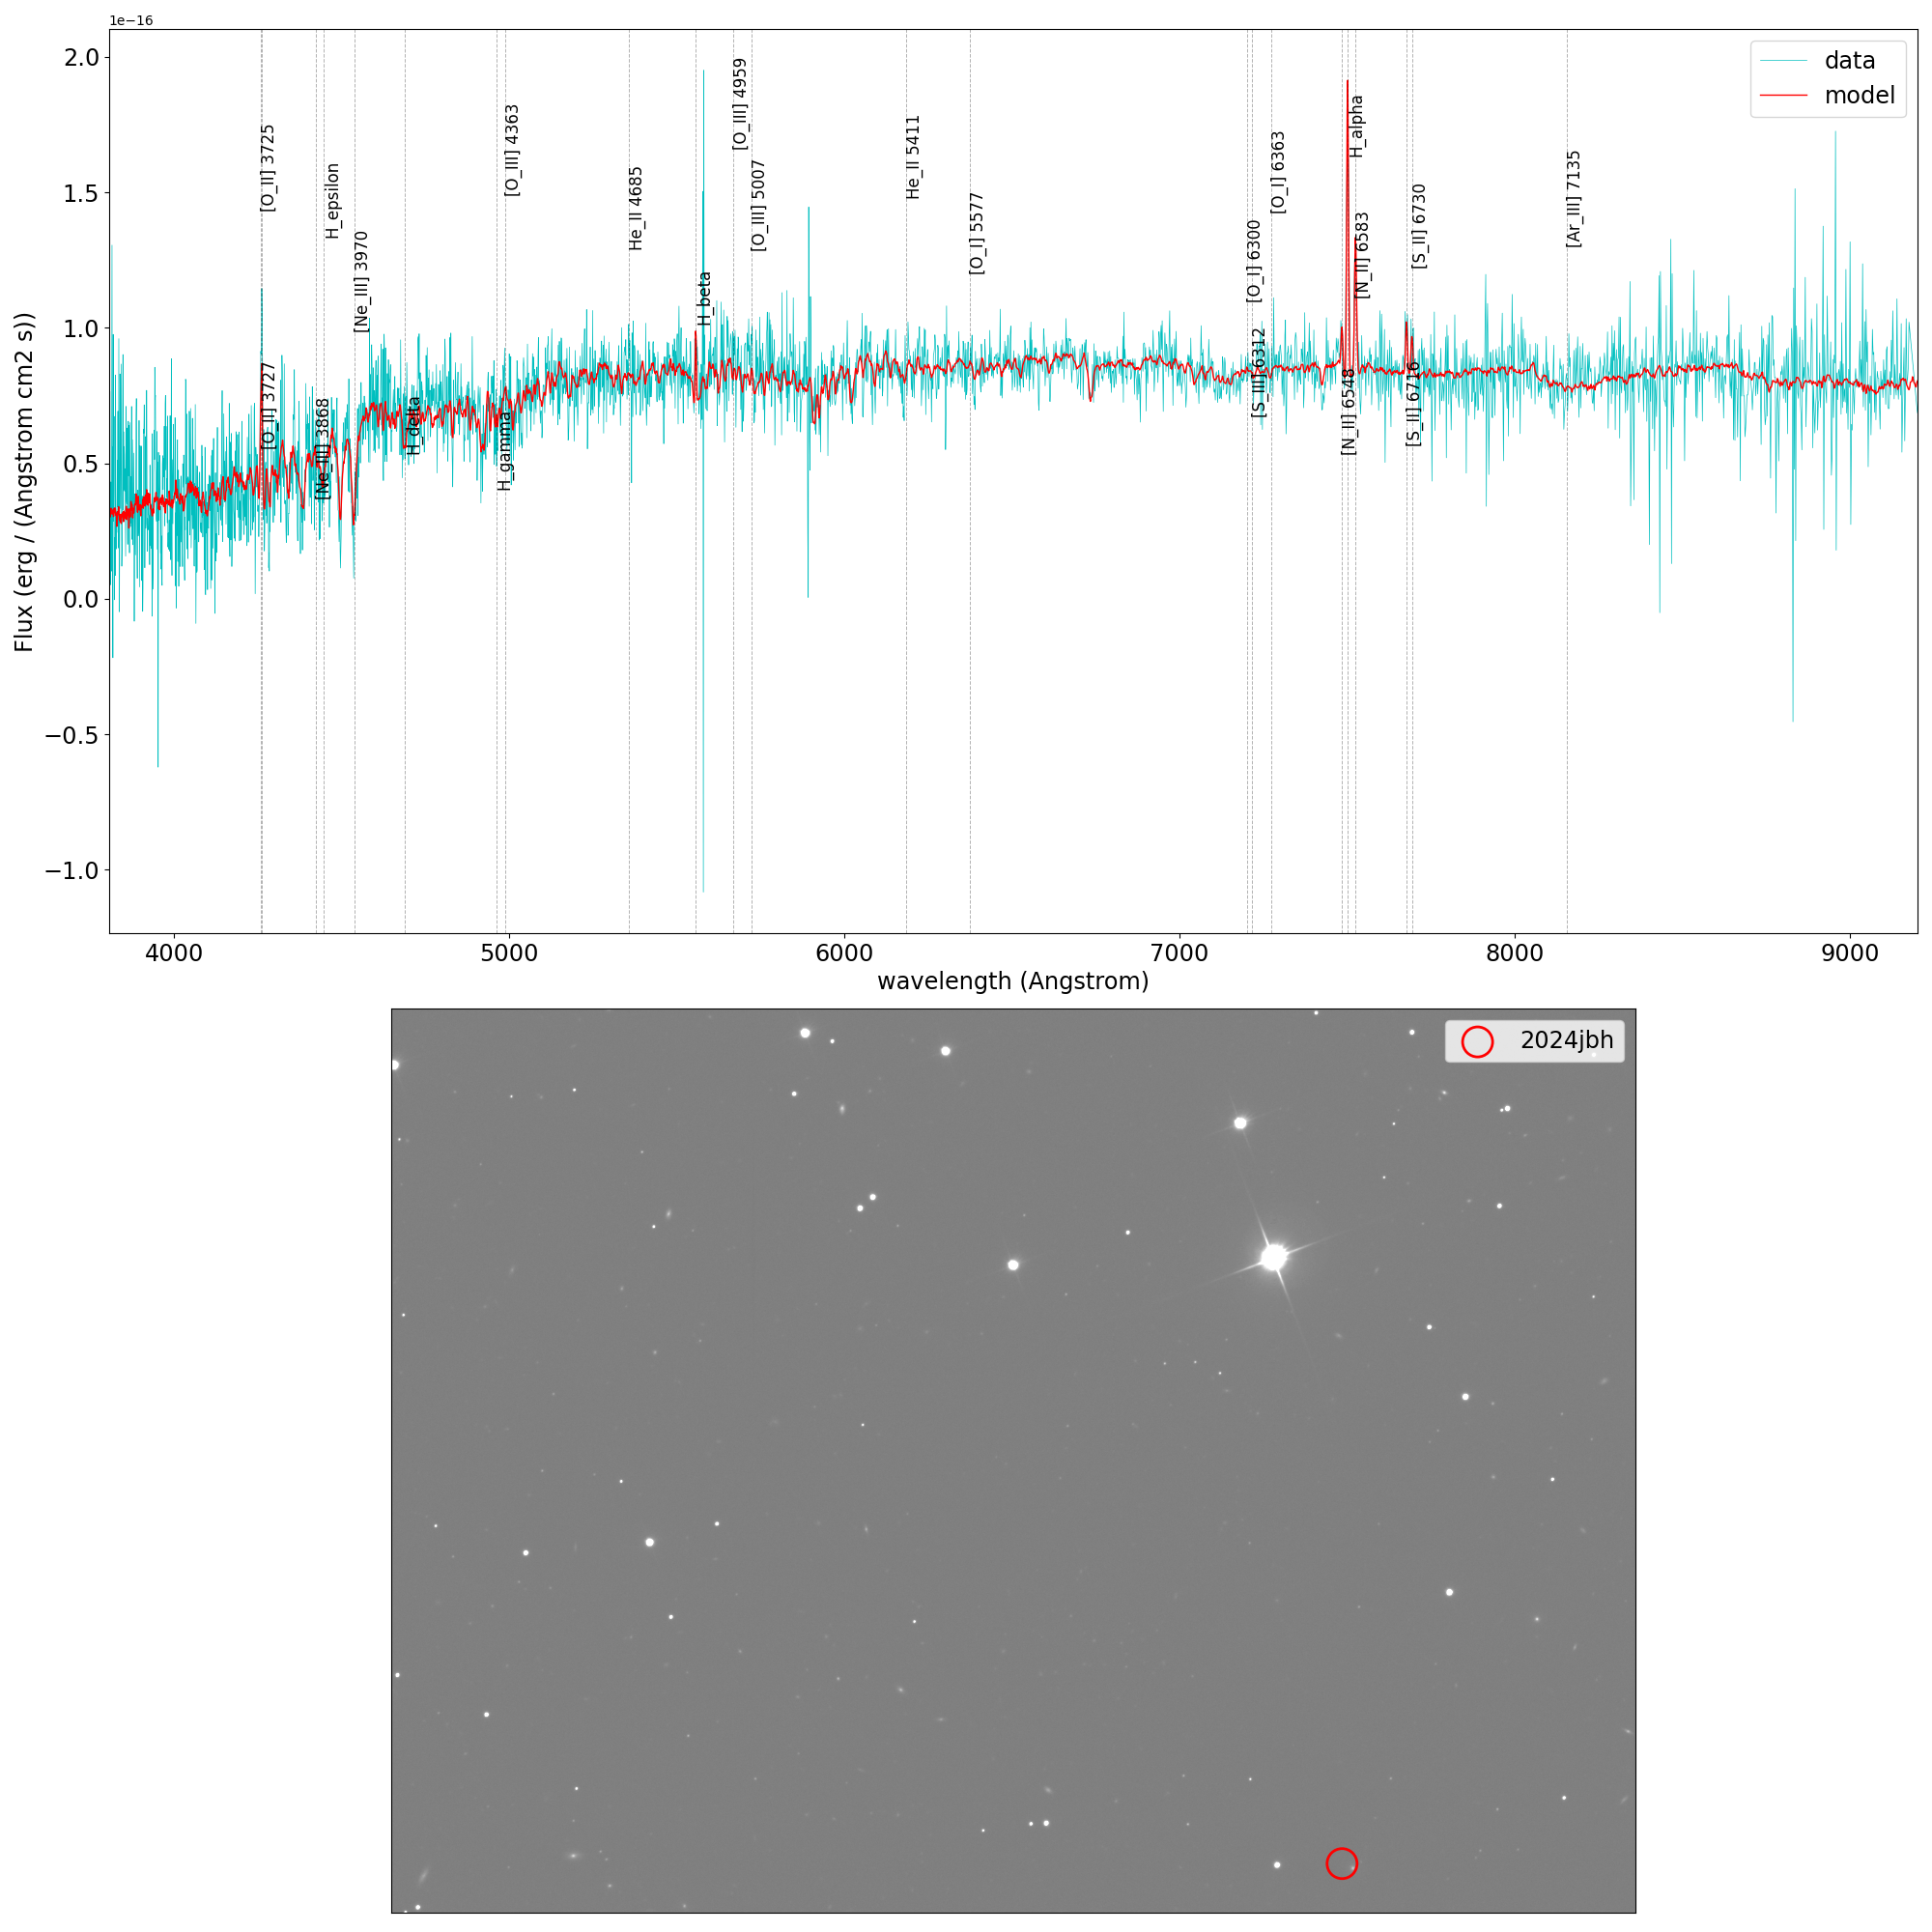 1e−16
2.0
1.5
1.0
0.5
0.0
−0.5
−1.0
Flux (erg / (Angstrom cm2 s))
data
model
[O_II] 3725
[O_II] 3727
[Ne_III] 3868
H_epsilon
[Ne_III] 3970
H_delta
H_gamma
[O_III] 4363
He_II 4685
H_beta
[O_III] 4959
[O_III] 5007
He_II 5411
[O_I] 5577
[O_I] 6300
[S_III] 6312
[O_I] 6363
[N_II] 6548
H_alpha
[N_II] 6583
[S_II] 6716
[S_II] 6730
[Ar_III] 7135
4000
5000
6000
7000
8000
9000
wavelength (Angstrom)
2024jbh